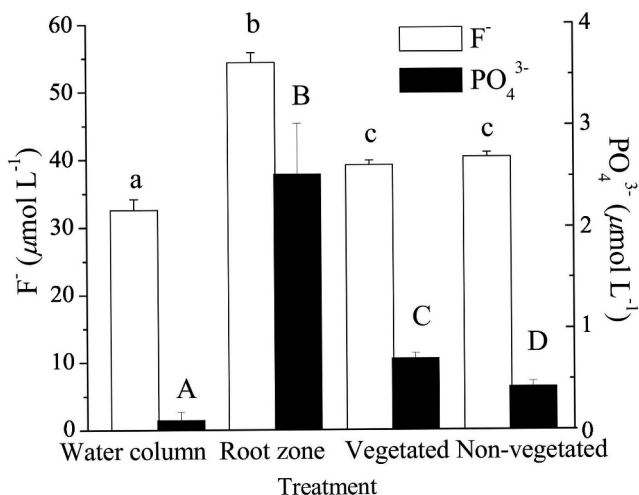 F⁻
PO₄³⁻
60
50
40
30
20
10
0
F⁻ (μmol L⁻¹)
4
3
2
1
0
PO₄³⁻ (μmol L⁻¹)
a
A
b
B
c
C
c
D
Water column Root zone Vegetated Non-vegetated
Treatment